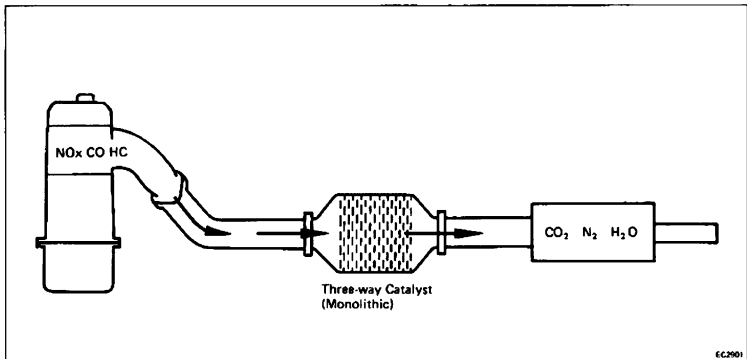 NOx CO HC
CO₂ N₂ H₂O
Three-way Catalyst
(Monolithic)
EC2901